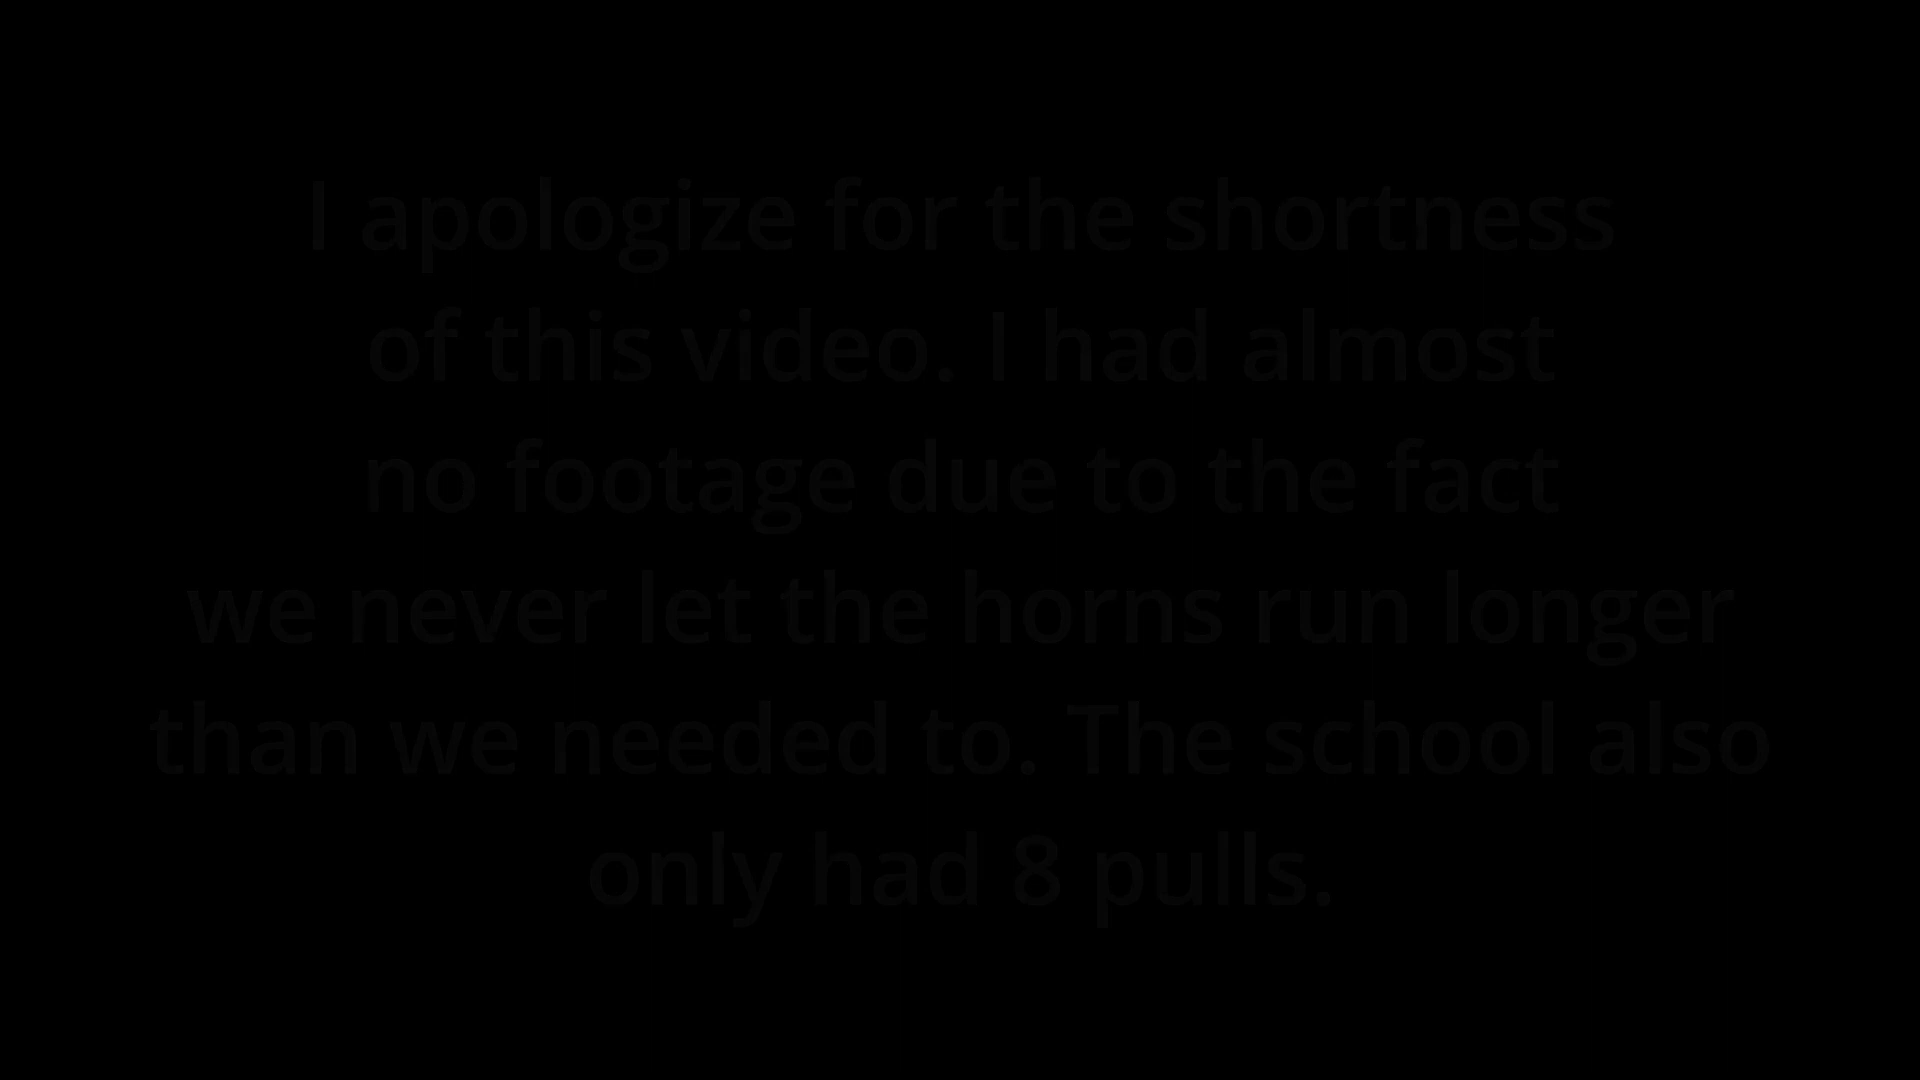 I apologize for the shortness
of this video. I had almost
no footage due to the fact
we never let the horns run longer
than we needed to. The school also
only had 8 pulls.